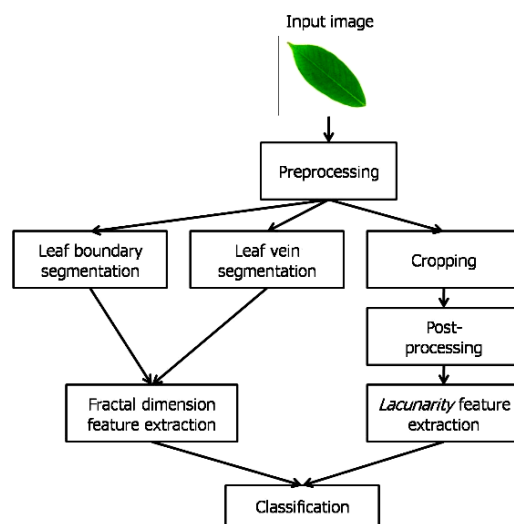 Input image
Preprocessing
Leaf boundary
segmentation
Leaf vein
segmentation
Cropping
Post-
processing
Fractal dimension
feature extraction
Lacunarity feature
extraction
Classification